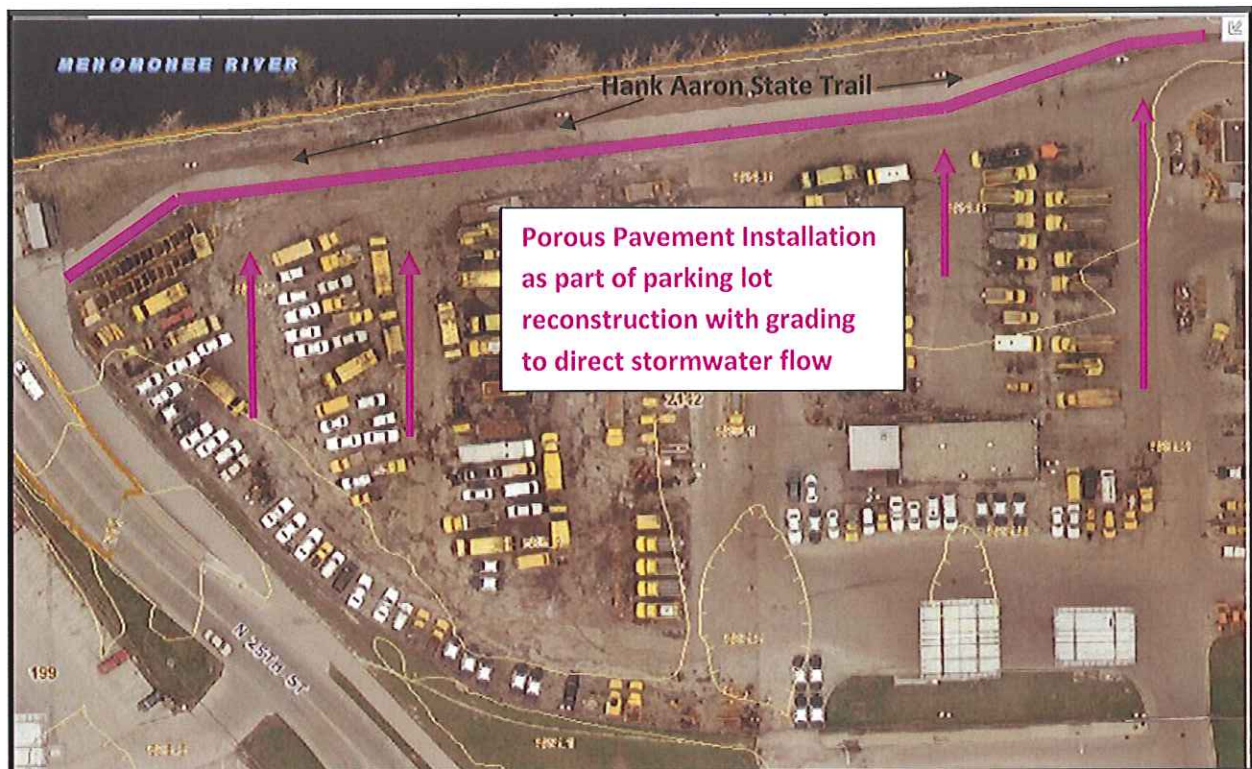 MENOMONEE RIVER
Hank Aaron State Trail
Porous Pavement Installation
as part of parking lot
reconstruction with grading
to direct stormwater flow
2132
N 25TH ST
199